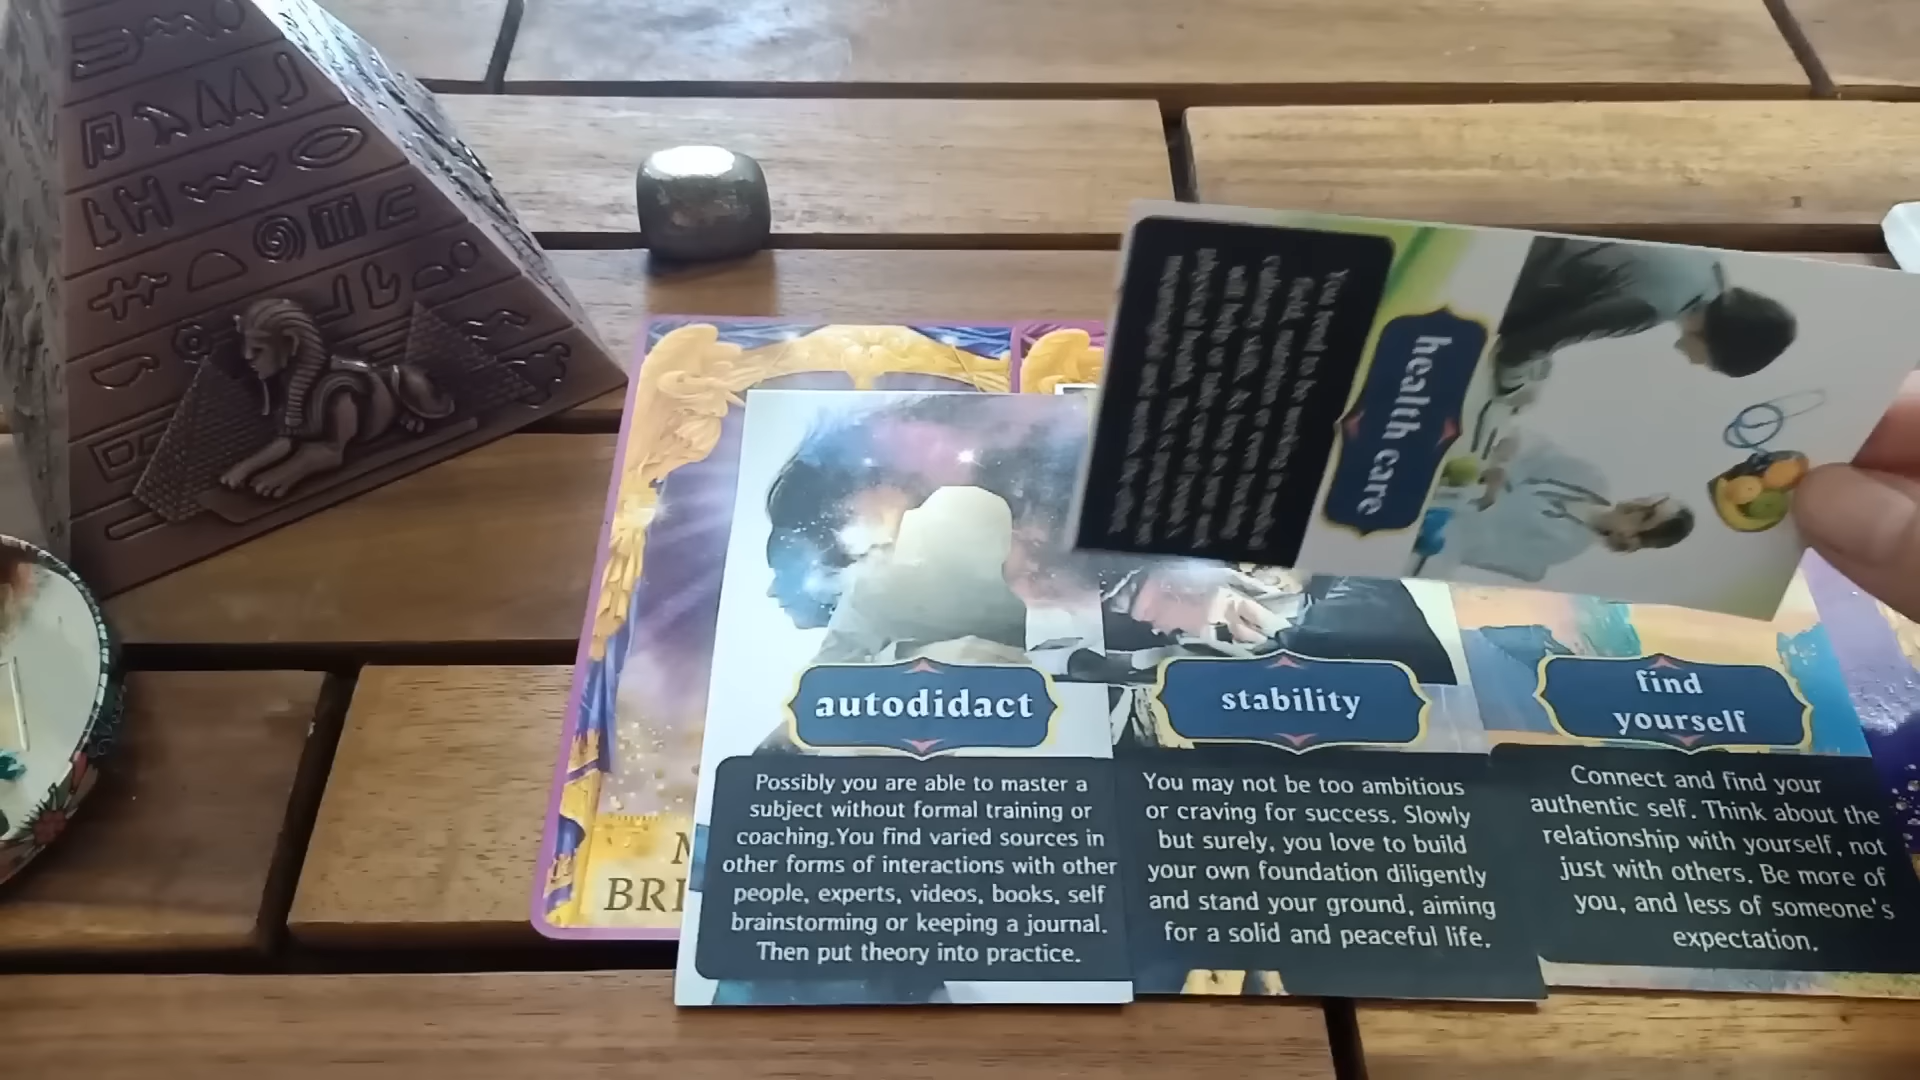 health care
autodidact
Possibly you are able to master a
subject without formal training or
coaching.You find varied sources in
other forms of interactions with other
people, experts, videos, books, self
brainstorming or keeping a journal.
Then put theory into practice.
stability
You may not be too ambitious
or craving for success. Slowly
but surely, you love to build
your own foundation diligently
and stand your ground, aiming
for a solid and peaceful life.
find
yourself
Connect and find your
authentic self. Think about the
relationship with yourself, not
just with others. Be more of
you, and less of someone's
expectation.